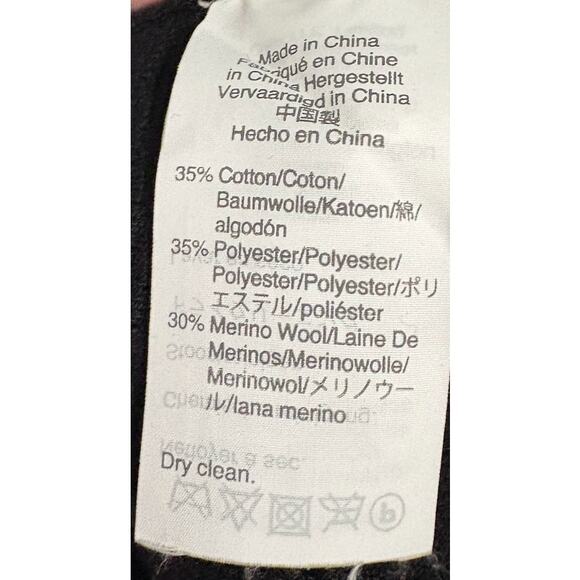 Made in China
Fabriqué en Chine
in China Hergestellt
Vervaardigd in China
中国製
Hecho en China
35% Cotton/Coton/
Baumwolle/Katoen/綿/
algodón
35% Polyester/Polyester/
Polyester/Polyester/ポリ
エステル/poliéster
30% Merino Wool/Laine De
Merinos/Merinowolle/
Merinowol/メリノウー
ル/lana merino
Nettoyer à sec.
Dry clean.